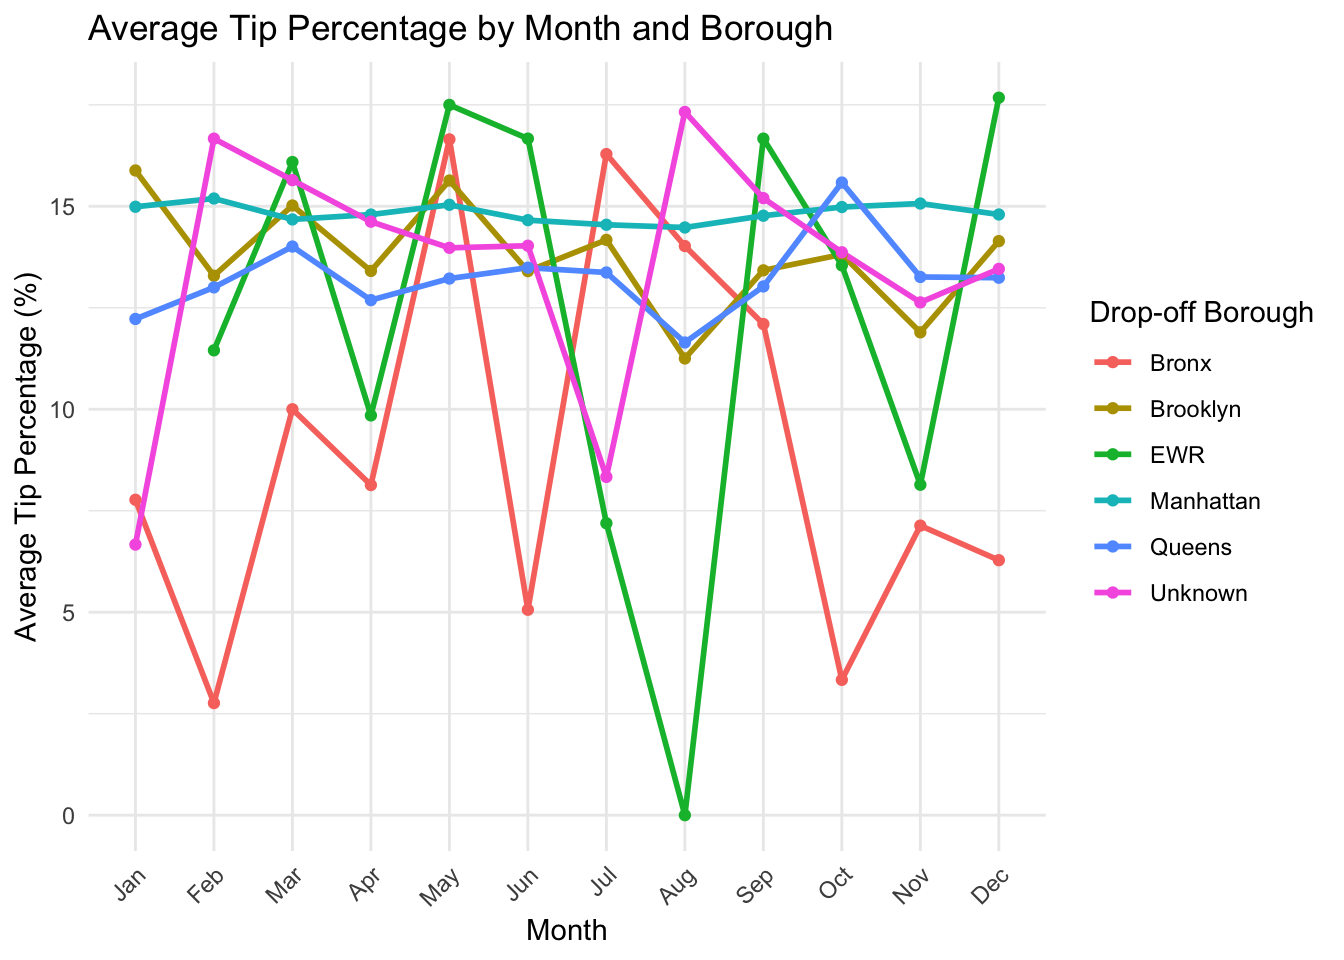 Average Tip Percentage by Month and Borough
Average Tip Percentage (%)
15
10
5
0
Jan
Feb
Mar
Apr
May
Jun
Jul
Aug
Sep
Oct
Nov
Dec
Month
Drop-off Borough
Bronx
Brooklyn
EWR
Manhattan
Queens
Unknown